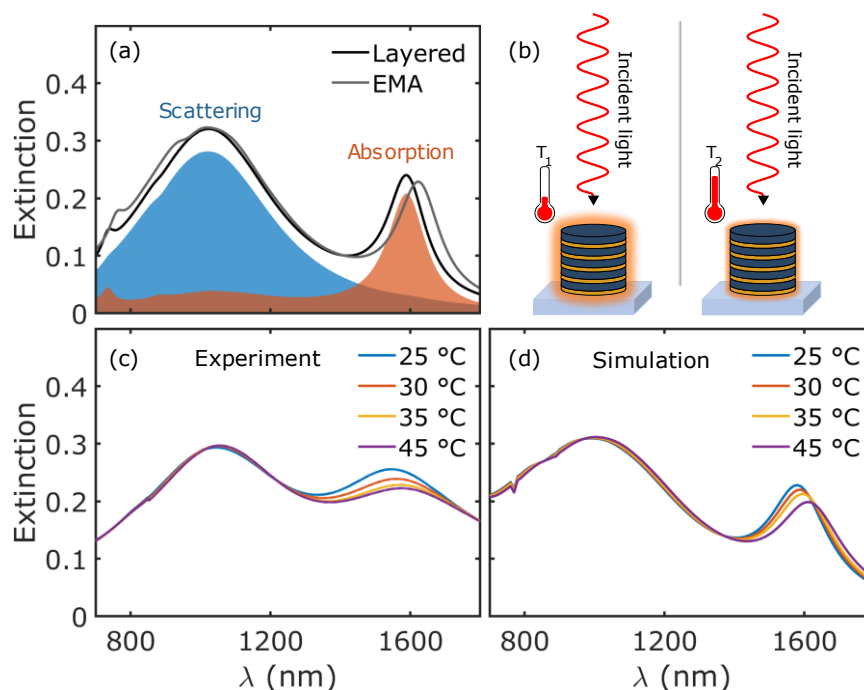 (a)
Layered
EMA
Scattering
Absorption
Extinction
0.4
0.3
0.2
0.1
0
(b)
Incident light
T1
Incident light
T2
(c)
Experiment
25 °C
30 °C
35 °C
45 °C
Extinction
0.4
0.3
0.2
0.1
0
800
1200
1600
λ (nm)
(d)
Simulation
25 °C
30 °C
35 °C
45 °C
800
1200
1600
λ (nm)